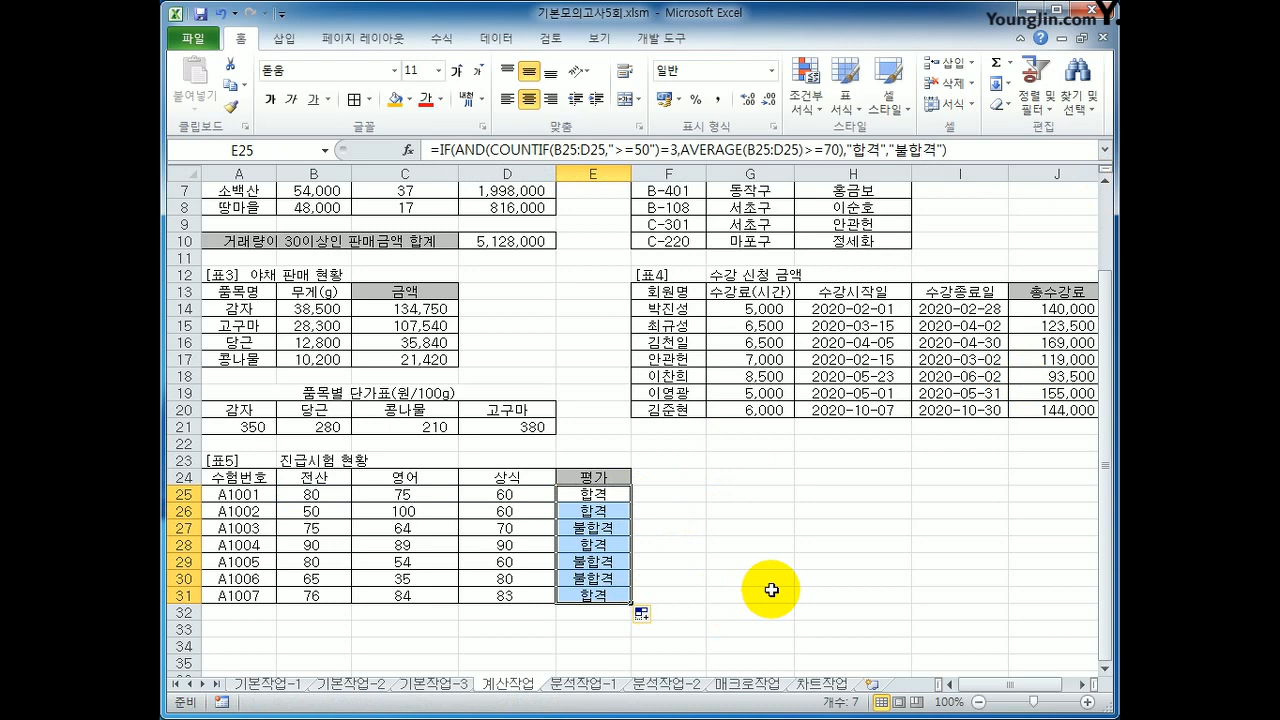 기본모의고사5회.xlsm - Microsoft Excel
YoungJin.com Y.
파일 홈 삽입 페이지 레이아웃 수식 데이터 검토 보기 개발 도구
돋움 11 일반
붙여넣기 가 가 가 가 내천 % , 조건부 서식 표 서식 셀 스타일 삽입 삭제 서식 Σ 정렬 및 필터 찾기 및 선택
클립보드 글꼴 맞춤 표시 형식 스타일 셀 편집
E25 fx =IF(AND(COUNTIF(B25:D25,">=50")=3,AVERAGE(B25:D25)>=70),"합격","불합격")
A B C D E F G H I J
7 소백산 54,000 37 1,998,000 B-401 동작구 홍금보
8 땅마을 48,000 17 816,000 B-108 서초구 이순호
9 C-301 서초구 안관헌
10 거래량이 30이상인 판매금액 합계 5,128,000 C-220 마포구 정세화
11
12 [표3] 야채 판매 현황 [표4] 수강 신청 금액
13 품목명 무게(g) 금액 회원명 수강료(시간) 수강시작일 수강종료일 총수강료
14 감자 38,500 134,750 박진성 5,000 2020-02-01 2020-02-28 140,000
15 고구마 28,300 107,540 최규성 6,500 2020-03-15 2020-04-02 123,500
16 당근 12,800 35,840 김천일 6,500 2020-04-05 2020-04-30 169,000
17 콩나물 10,200 21,420 안관헌 7,000 2020-02-15 2020-03-02 119,000
18 이찬희 8,500 2020-05-23 2020-06-02 93,500
19 품목별 단가표(원/100g) 이영광 5,000 2020-05-01 2020-05-31 155,000
20 감자 당근 콩나물 고구마 김준현 6,000 2020-10-07 2020-10-30 144,000
21 350 280 210 380
22
23 [표5] 진급시험 현황
24 수험번호 전산 영어 상식 평가
25 A1001 80 75 60 합격
26 A1002 50 100 60 합격
27 A1003 75 64 70 불합격
28 A1004 90 89 90 합격
29 A1005 80 54 60 불합격
30 A1006 65 35 80 불합격
31 A1007 76 84 83 합격
32
33
34
35
기본작업-1 기본작업-2 기본작업-3 계산작업 분석작업-1 분석작업-2 매크로작업 차트작업
준비 개수: 7 100%